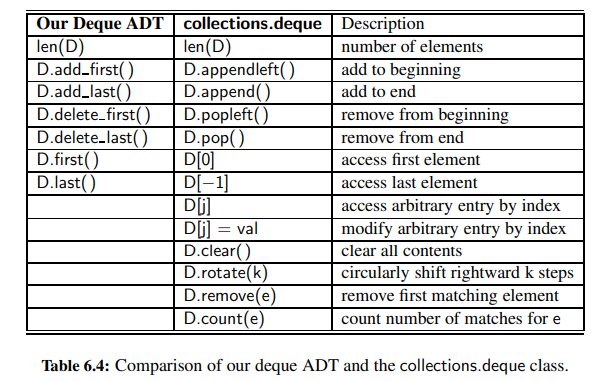 Our Deque ADT collections.deque Description
len(D) len(D) number of elements
D.add_first( ) D.appendleft( ) add to beginning
D.add_last( ) D.append( ) add to end
D.delete_first( ) D.popleft( ) remove from beginning
D.delete_last( ) D.pop( ) remove from end
D.first( ) D[0] access first element
D.last( ) D[−1] access last element
D[j] access arbitrary entry by index
D[j] = val modify arbitrary entry by index
D.clear( ) clear all contents
D.rotate(k) circularly shift rightward k steps
D.remove(e) remove first matching element
D.count(e) count number of matches for e
Table 6.4: Comparison of our deque ADT and the collections.deque class.